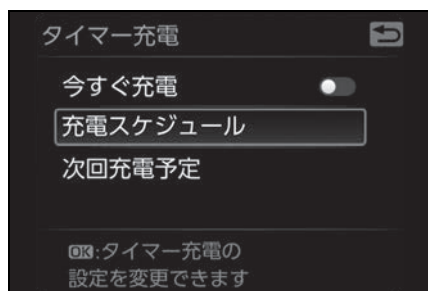 タイマー充電
今すぐ充電
充電スケジュール
次回充電予定
OK:タイマー充電の
設定を変更できます